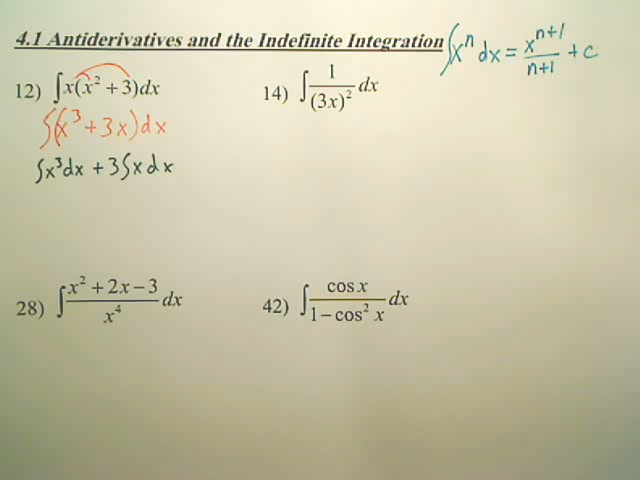 4.1 Antiderivatives and the Indefinite Integration ∫xⁿ dx = xⁿ⁺¹/(n+1) + c
12) ∫x(x² + 3)dx
∫(x³ + 3x)dx
∫x³dx + 3∫x dx
14) ∫ 1/(3x)² dx
28) ∫ (x² + 2x − 3)/x⁴ dx
42) ∫ cos x/(1 − cos² x) dx